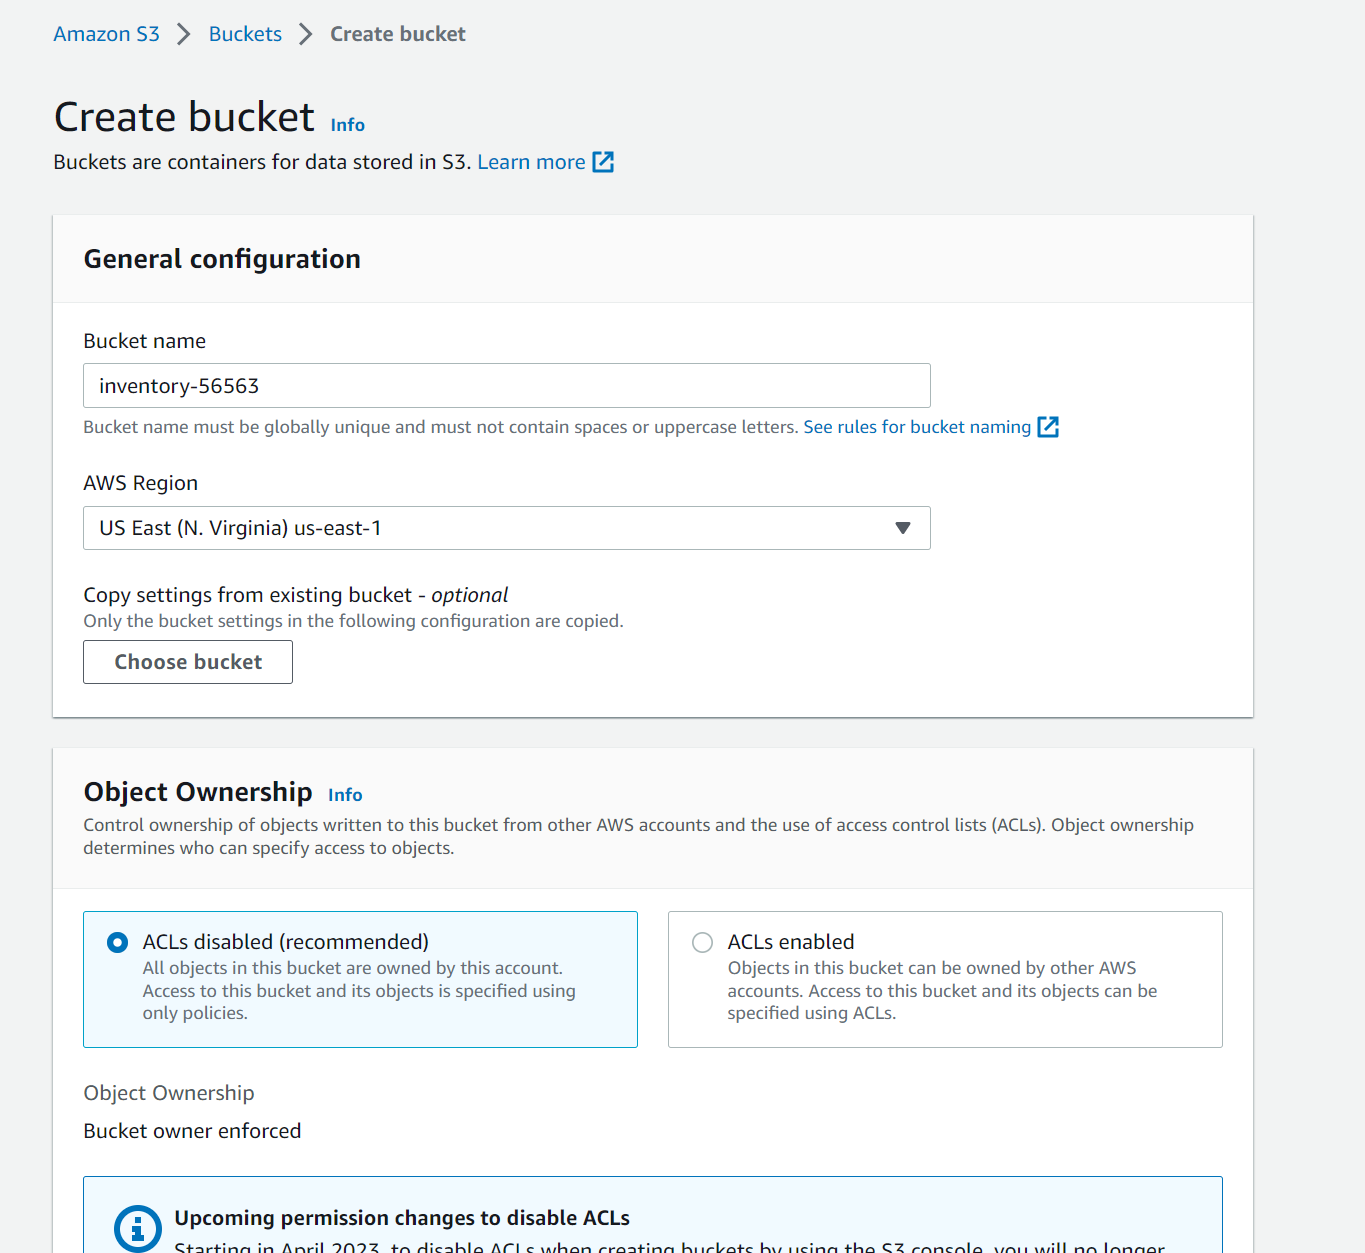 Amazon S3 > Buckets > Create bucket
Create bucket Info
Buckets are containers for data stored in S3. Learn more
General configuration
Bucket name
inventory-56563
Bucket name must be globally unique and must not contain spaces or uppercase letters. See rules for bucket naming
AWS Region
US East (N. Virginia) us-east-1
Copy settings from existing bucket - optional
Only the bucket settings in the following configuration are copied.
Choose bucket
Object Ownership Info
Control ownership of objects written to this bucket from other AWS accounts and the use of access control lists (ACLs). Object ownership
determines who can specify access to objects.
ACLs disabled (recommended)
All objects in this bucket are owned by this account.
Access to this bucket and its objects is specified using
only policies.
ACLs enabled
Objects in this bucket can be owned by other AWS
accounts. Access to this bucket and its objects can be
specified using ACLs.
Object Ownership
Bucket owner enforced
Upcoming permission changes to disable ACLs
Starting in April 2023, to disable ACLs when creating buckets by using the S3 console, you will no longer